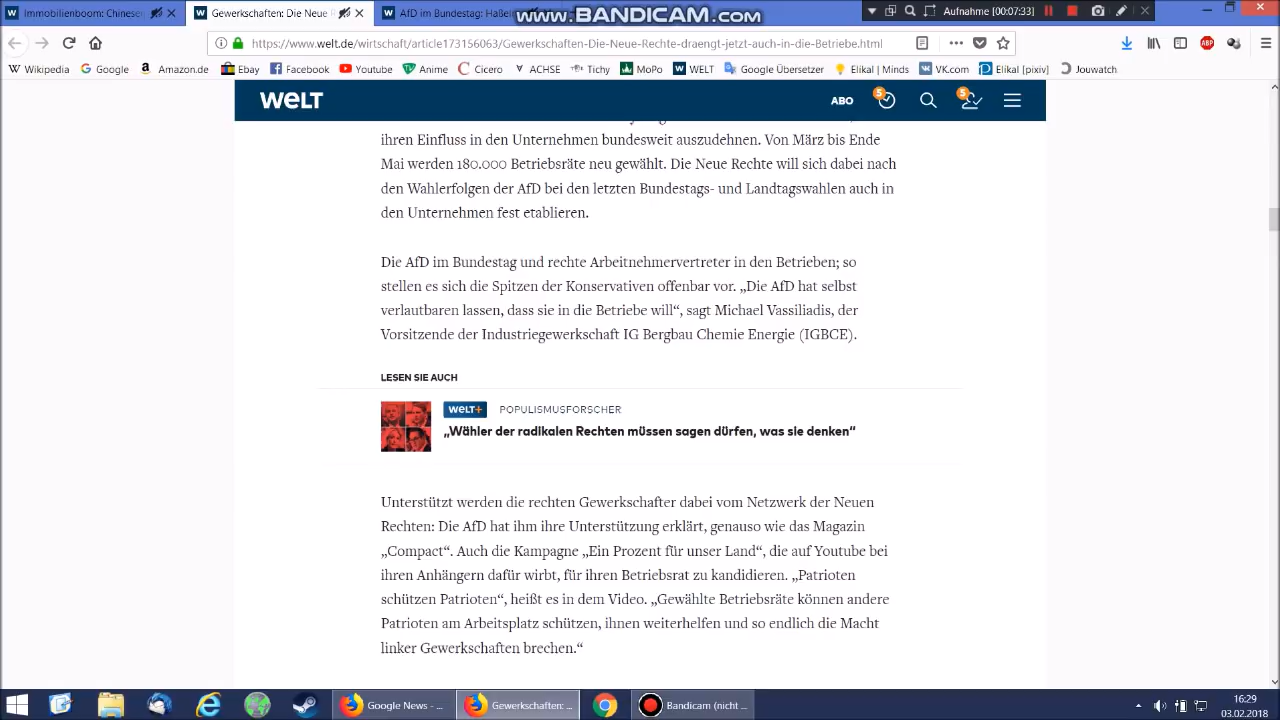 Immobilienboom: Chinesen
Gewerkschaften: Die Neue
AfD im Bundestag:
www.BANDICAM.com
Aufnahme [00:07:33]
https://www.welt.de/wirtschaft/article173156063/Gewerkschaften-Die-Neue-Rechte-draengt-jetzt-auch-in-die-Betriebe.html
ABP
Wikipedia
Google
Amazon.de
Ebay
Facebook
Youtube
Anime
Cicero
ACHSE
Tichy
MoPo
WELT
Google Übersetzer
Elikal | Minds
VK.com
Elikal [pixiv]
Jouwatch
WELT
ABO
5
5
ihren Einfluss in den Unternehmen bundesweit auszudehnen. Von März bis Ende
Mai werden 180.000 Betriebsräte neu gewählt. Die Neue Rechte will sich dabei nach
den Wahlerfolgen der AfD bei den letzten Bundestags- und Landtagswahlen auch in
den Unternehmen fest etablieren.
Die AfD im Bundestag und rechte Arbeitnehmervertreter in den Betrieben; so
stellen es sich die Spitzen der Konservativen offenbar vor. „Die AfD hat selbst
verlautbaren lassen, dass sie in die Betriebe will“, sagt Michael Vassiliadis, der
Vorsitzende der Industriegewerkschaft IG Bergbau Chemie Energie (IGBCE).
LESEN SIE AUCH
WELT+ POPULISMUSFORSCHER
„Wähler der radikalen Rechten müssen sagen dürfen, was sie denken“
Unterstützt werden die rechten Gewerkschafter dabei vom Netzwerk der Neuen
Rechten: Die AfD hat ihm ihre Unterstützung erklärt, genauso wie das Magazin
„Compact“. Auch die Kampagne „Ein Prozent für unser Land“, die auf Youtube bei
ihren Anhängern dafür wirbt, für ihren Betriebsrat zu kandidieren. „Patrioten
schützen Patrioten“, heißt es in dem Video. „Gewählte Betriebsräte können andere
Patrioten am Arbeitsplatz schützen, ihnen weiterhelfen und so endlich die Macht
linker Gewerkschaften brechen.“
Google News - ...
Gewerkschaften: ...
Bandicam (nicht ...
16:29
03.02.2018